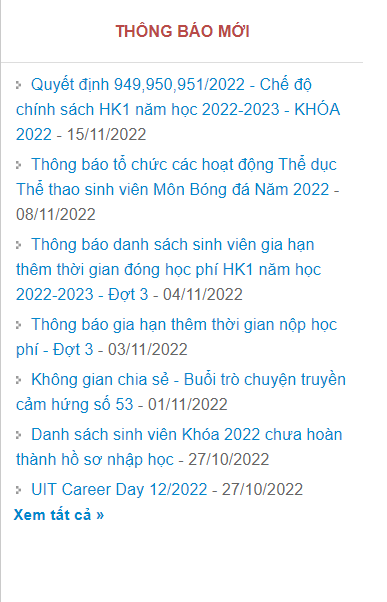 THÔNG BÁO MỚI
Quyết định 949,950,951/2022 - Chế độ
chính sách HK1 năm học 2022-2023 - KHÓA
2022 - 15/11/2022
Thông báo tổ chức các hoạt động Thể dục
Thể thao sinh viên Môn Bóng đá Năm 2022 -
08/11/2022
Thông báo danh sách sinh viên gia hạn
thêm thời gian đóng học phí HK1 năm học
2022-2023 - Đợt 3 - 04/11/2022
Thông báo gia hạn thêm thời gian nộp học
phí - Đợt 3 - 03/11/2022
Không gian chia sẻ - Buổi trò chuyện truyền
cảm hứng số 53 - 01/11/2022
Danh sách sinh viên Khóa 2022 chưa hoàn
thành hồ sơ nhập học - 27/10/2022
UIT Career Day 12/2022 - 27/10/2022
Xem tất cả »